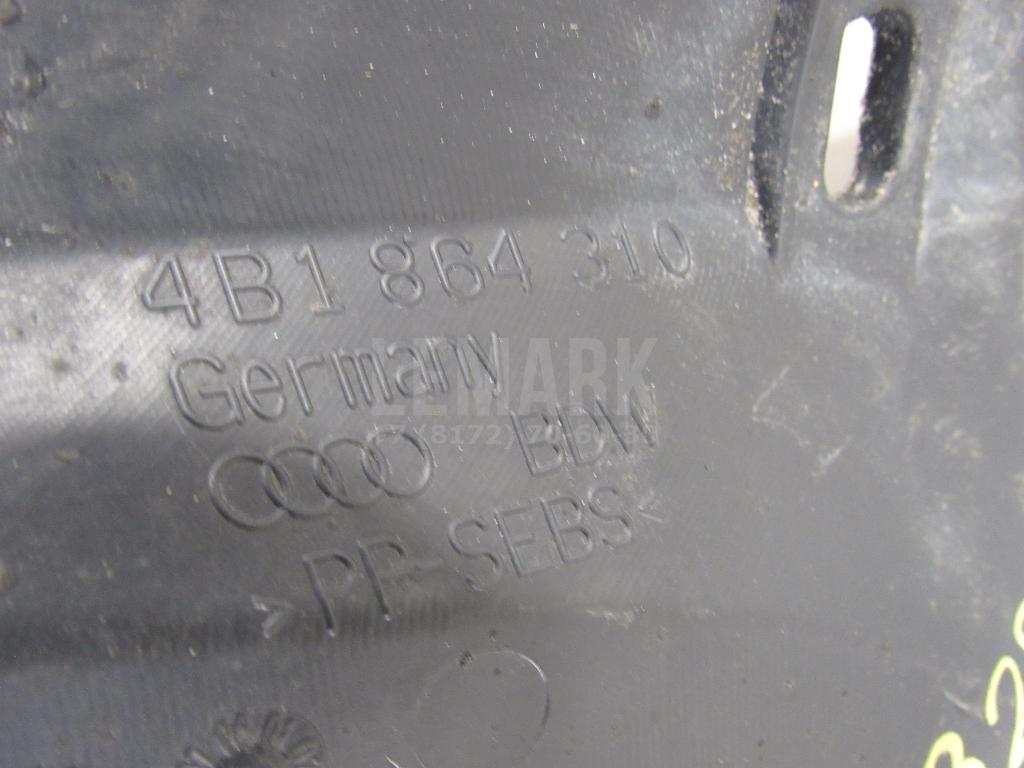 4B1 864 310
Germany
LEMARK
BDW
>PP-SEBS<